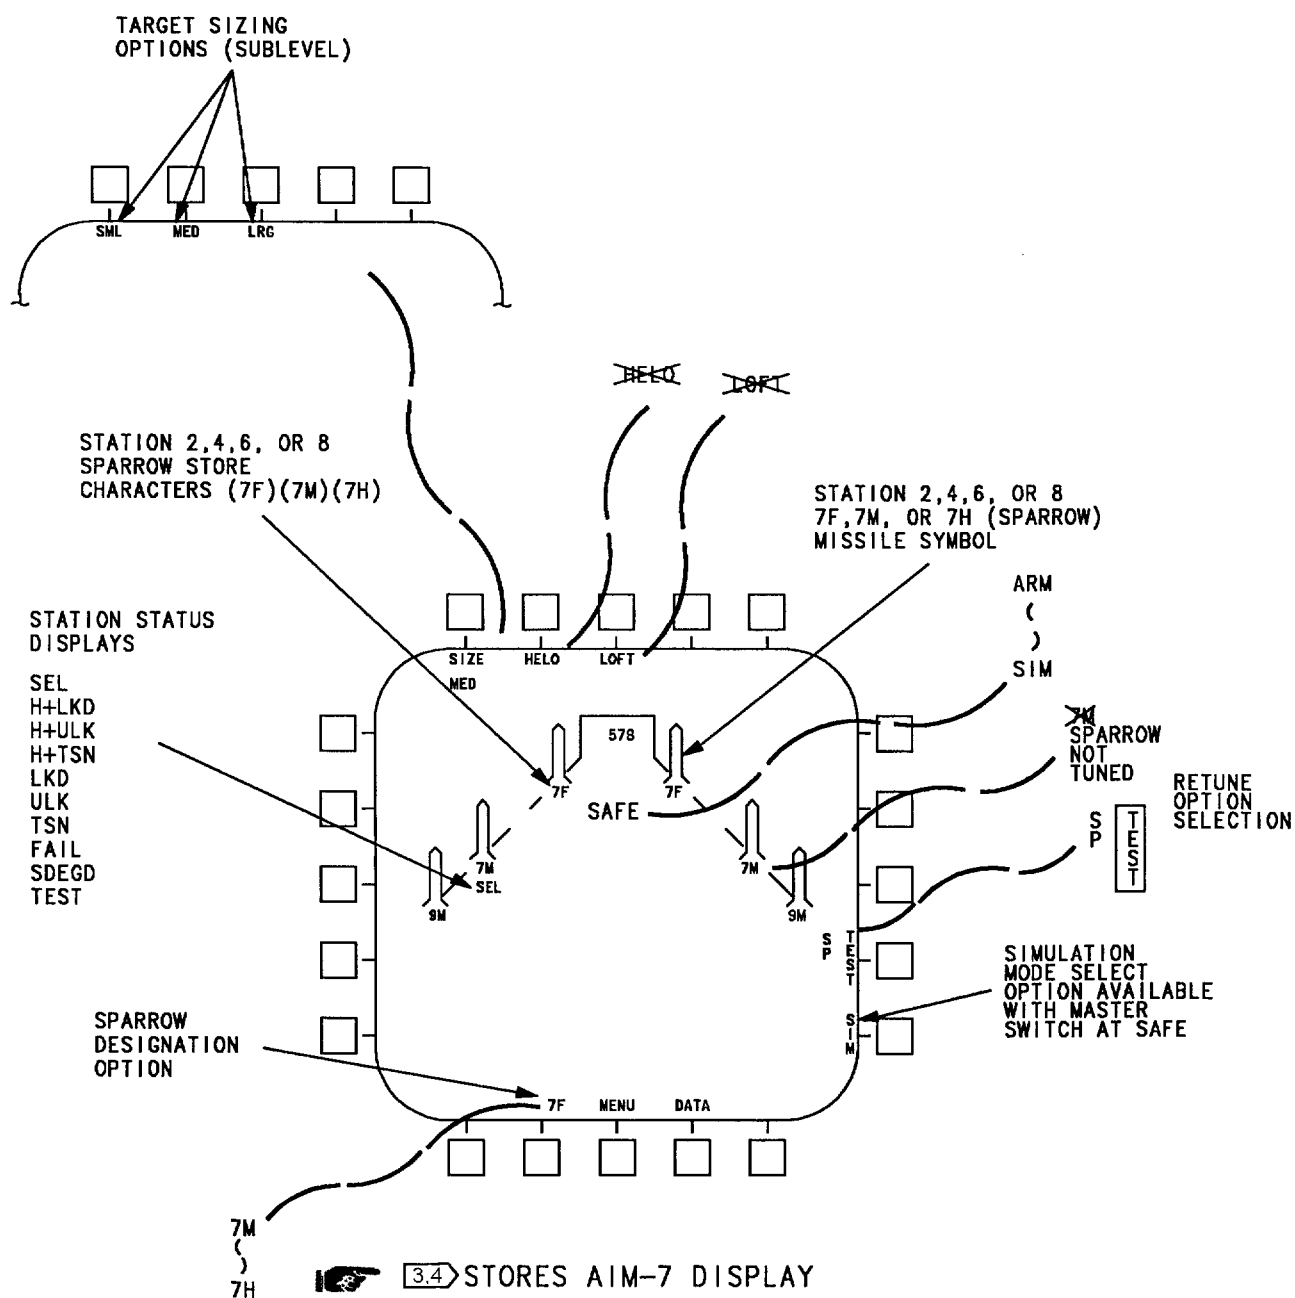 TARGET SIZING
OPTIONS (SUBLEVEL)
SML MED LRG
HELO
LOFT
STATION 2,4,6, OR 8
SPARROW STORE
CHARACTERS (7F)(7M)(7H)
STATION 2,4,6, OR 8
7F,7M, OR 7H (SPARROW)
MISSILE SYMBOL
ARM
SIM
STATION STATUS
DISPLAYS
SEL
H+LKD
H+ULK
H+TSN
LKD
ULK
TSN
FAIL
SDEGD
TEST
SIZE HELO LOFT
MED
578
7F 7F
SAFE
7M 7M
SEL
9M 9M
7M
SPARROW
NOT
TUNED
RETUNE
OPTION
SELECTION
SP
TEST
SP
TEST
SIM
SIMULATION
MODE SELECT
OPTION AVAILABLE
WITH MASTER
SWITCH AT SAFE
SPARROW
DESIGNATION
OPTION
7F MENU DATA
7M
7H
3,4 STORES AIM-7 DISPLAY